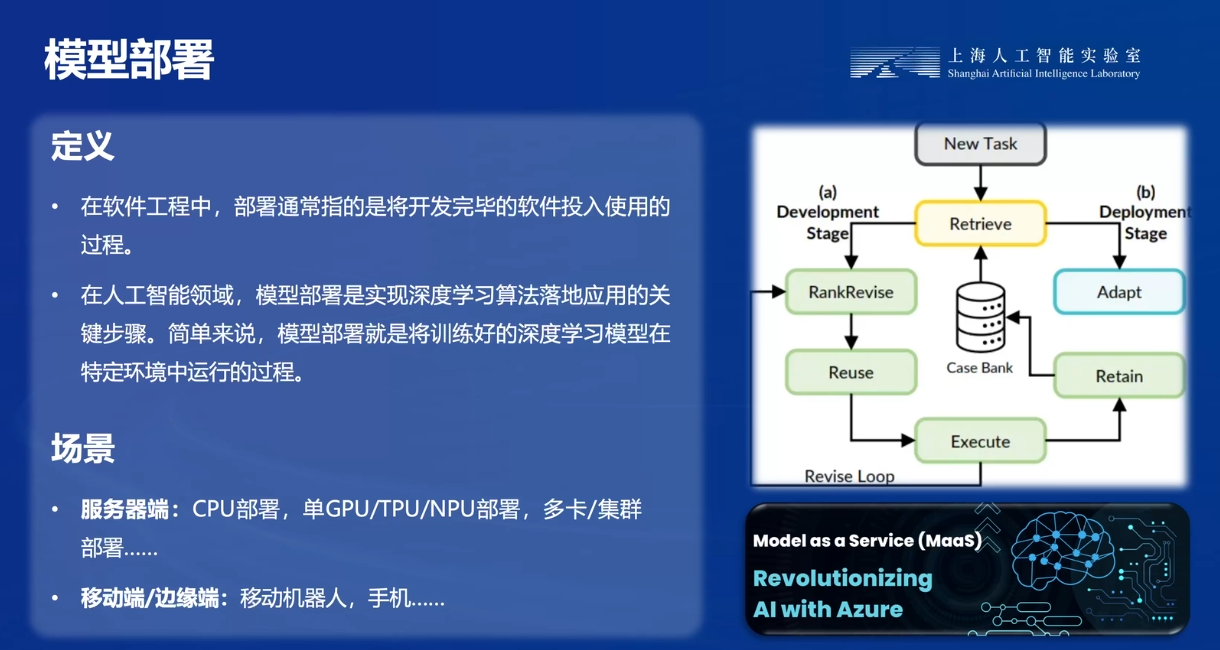 模型部署
上海人工智能实验室
Shanghai Artificial Intelligence Laboratory
定义
• 在软件工程中，部署通常指的是将开发完毕的软件投入使用的
过程。
• 在人工智能领域，模型部署是实现深度学习算法落地应用的关
键步骤。简单来说，模型部署就是将训练好的深度学习模型在
特定环境中运行的过程。
场景
• 服务器端：CPU部署，单GPU/TPU/NPU部署，多卡/集群
部署……
• 移动端/边缘端：移动机器人，手机……
New Task
(a)
Development
Stage
Retrieve
(b)
Deployment
Stage
RankRevise
Adapt
Case Bank
Reuse
Retain
Execute
Revise Loop
Model as a Service (MaaS)
Revolutionizing
AI with Azure